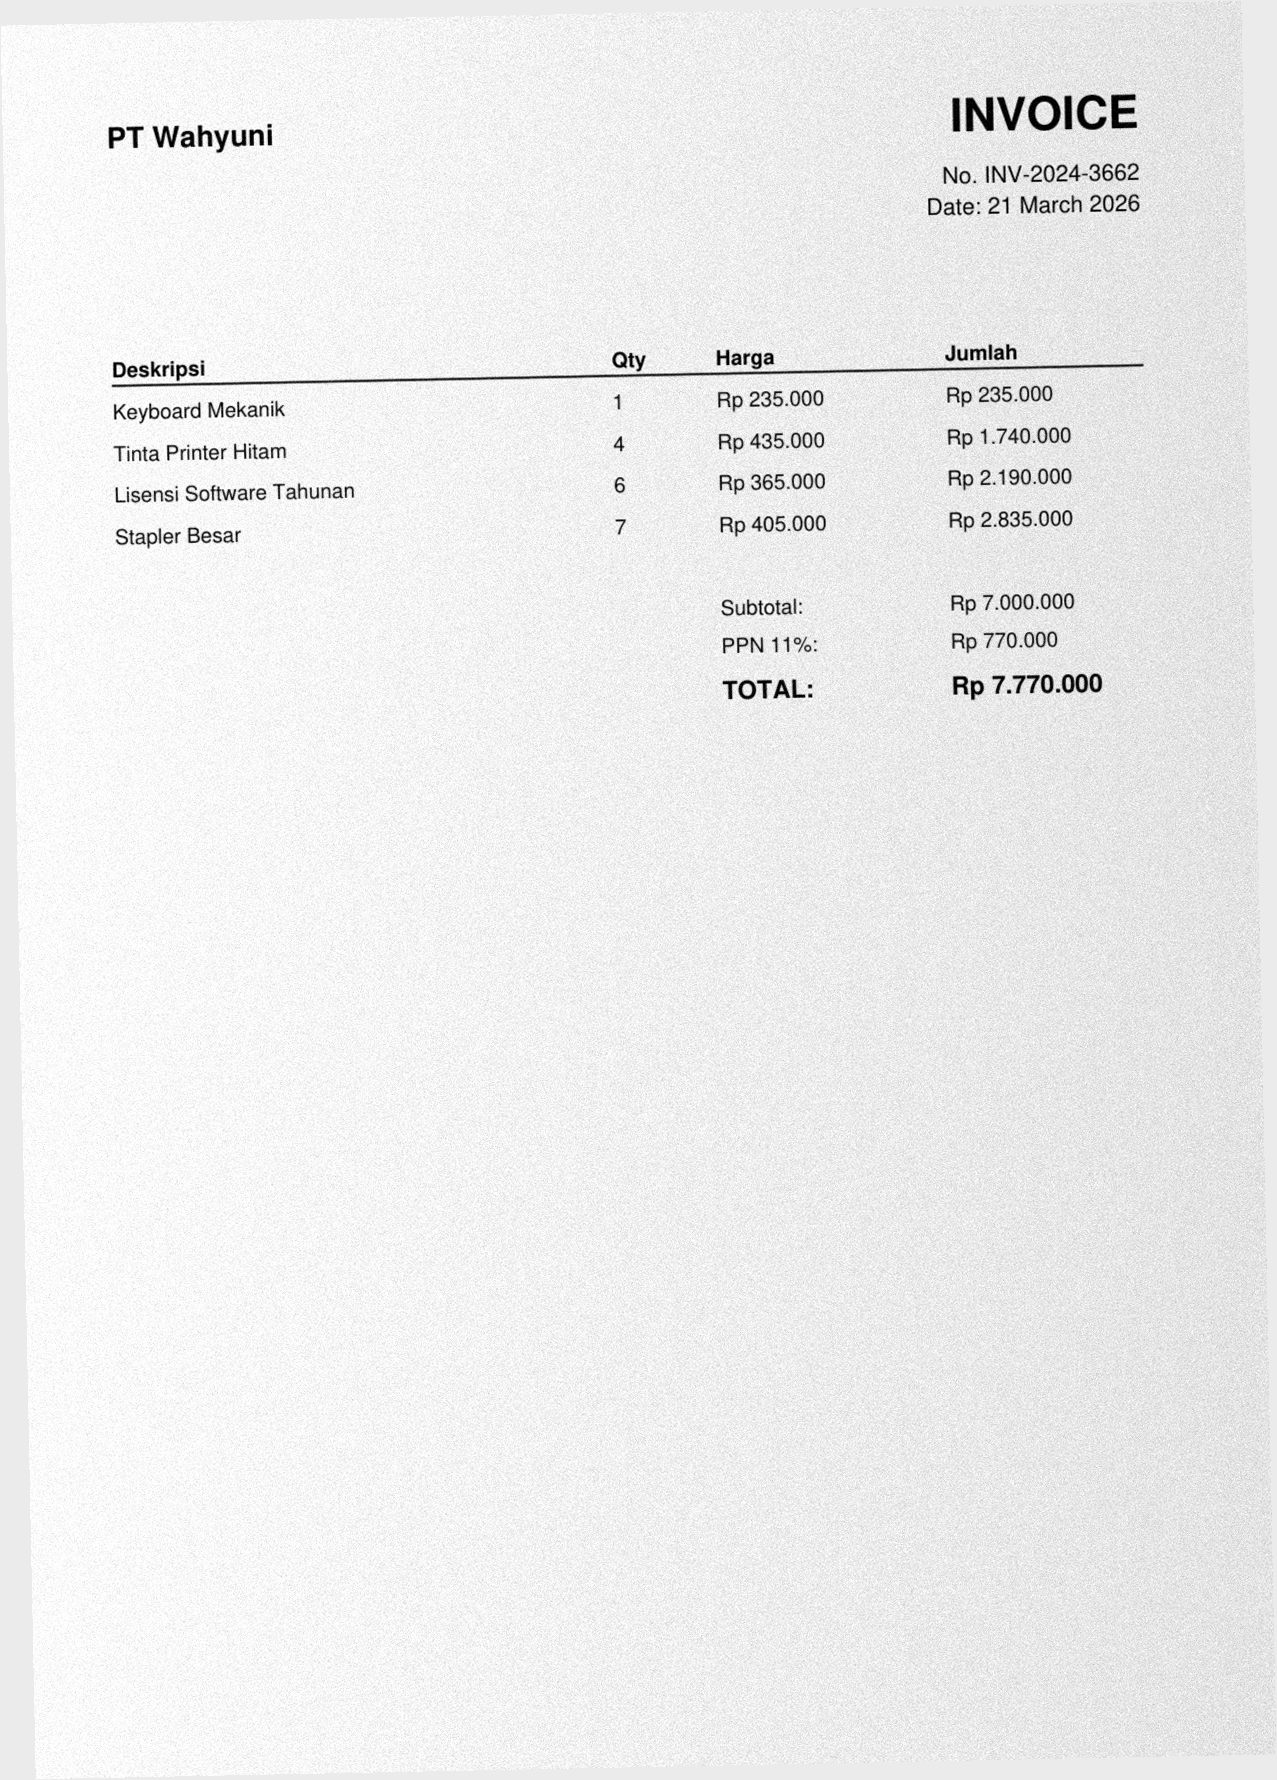 PT Wahyuni
INVOICE
No. INV-2024-3662
Date: 21 March 2026
Deskripsi Qty Harga Jumlah
Keyboard Mekanik 1 Rp 235.000 Rp 235.000
Tinta Printer Hitam 4 Rp 435.000 Rp 1.740.000
Lisensi Software Tahunan 6 Rp 365.000 Rp 2.190.000
Stapler Besar 7 Rp 405.000 Rp 2.835.000
Subtotal: Rp 7.000.000
PPN 11%: Rp 770.000
TOTAL: Rp 7.770.000